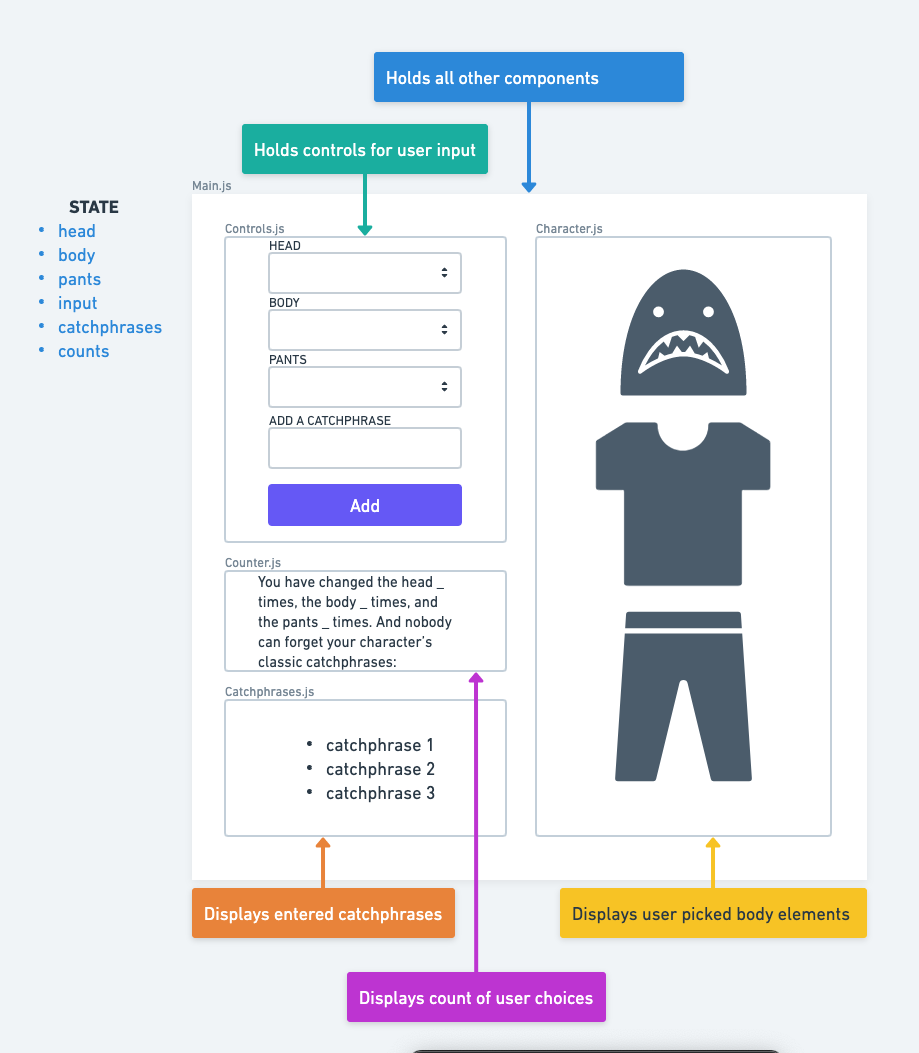 Holds all other components
Holds controls for user input
Main.js
STATE
• head
• body
• pants
• input
• catchphrases
• counts
Controls.js
HEAD
BODY
PANTS
ADD A CATCHPHRASE
Add
Character.js
Counter.js
You have changed the head _
times, the body _ times, and
the pants _ times. And nobody
can forget your character’s
classic catchphrases:
Catchphrases.js
• catchphrase 1
• catchphrase 2
• catchphrase 3
Displays entered catchphrases
Displays user picked body elements
Displays count of user choices